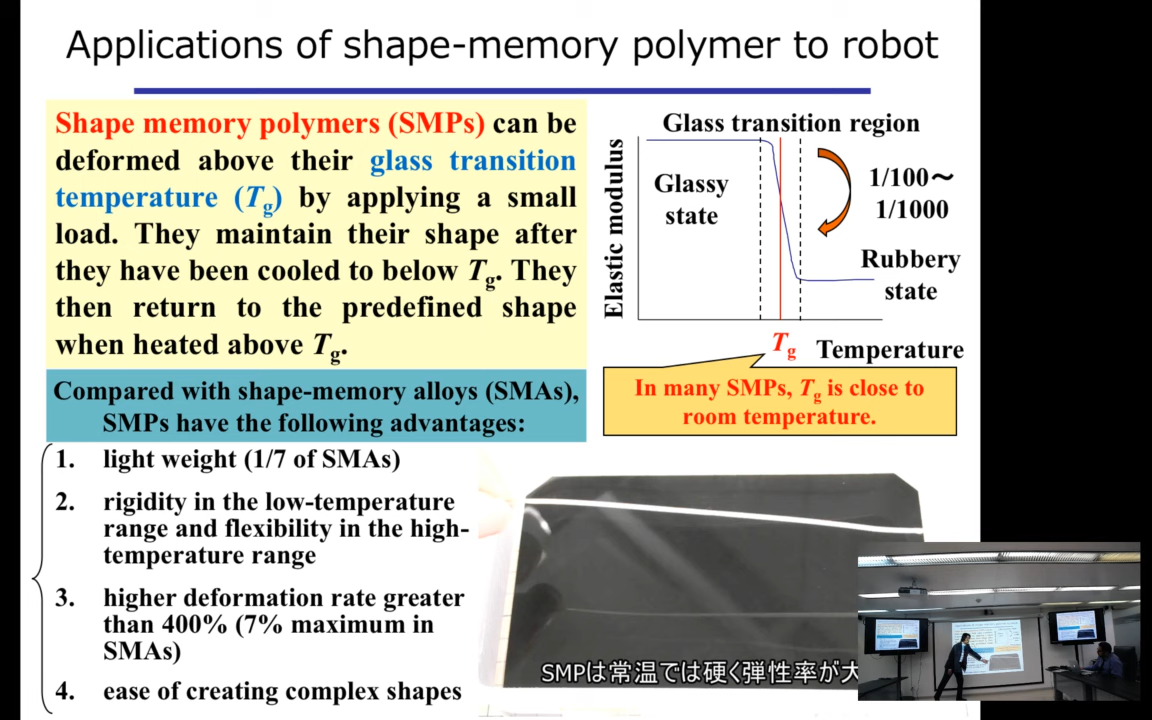 Applications of shape-memory polymer to robot
Shape memory polymers (SMPs) can be
deformed above their glass transition
temperature (Tg) by applying a small
load. They maintain their shape after
they have been cooled to below Tg. They
then return to the predefined shape
when heated above Tg.
Compared with shape-memory alloys (SMAs),
SMPs have the following advantages:
1. light weight (1/7 of SMAs)
2. rigidity in the low-temperature
range and flexibility in the high-
temperature range
3. higher deformation rate greater
than 400% (7% maximum in
SMAs)
4. ease of creating complex shapes
Glass transition region
Elastic modulus
Glassy
state
1/100～
1/1000
Rubbery
state
Tg
Temperature
In many SMPs, Tg is close to
room temperature.
SMPは常温では硬く弾性率が大